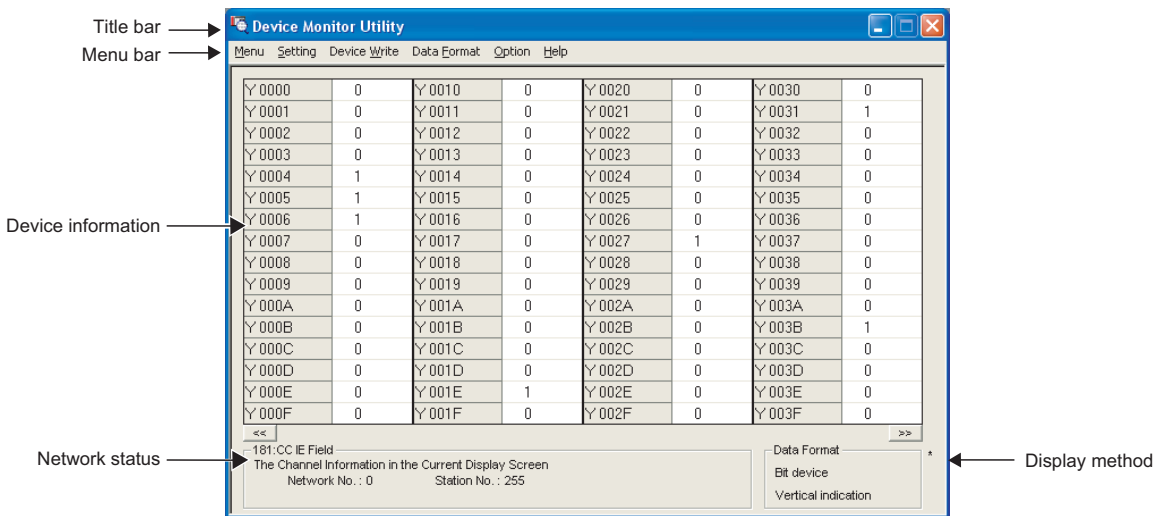 Title bar
Device Monitor Utility
Menu bar
Menu Setting Device Write Data Format Option Help
Y 0000 0 Y 0010 0 Y 0020 0 Y 0030 0
Y 0001 0 Y 0011 0 Y 0021 0 Y 0031 1
Y 0002 0 Y 0012 0 Y 0022 0 Y 0032 0
Y 0003 0 Y 0013 0 Y 0023 0 Y 0033 0
Y 0004 1 Y 0014 0 Y 0024 0 Y 0034 0
Y 0005 1 Y 0015 0 Y 0025 0 Y 0035 0
Device information
Y 0006 1 Y 0016 0 Y 0026 0 Y 0036 0
Y 0007 0 Y 0017 0 Y 0027 1 Y 0037 0
Y 0008 0 Y 0018 0 Y 0028 0 Y 0038 0
Y 0009 0 Y 0019 0 Y 0029 0 Y 0039 0
Y 000A 0 Y 001A 0 Y 002A 0 Y 003A 0
Y 000B 0 Y 001B 0 Y 002B 0 Y 003B 1
Y 000C 0 Y 001C 0 Y 002C 0 Y 003C 0
Y 000D 0 Y 001D 0 Y 002D 0 Y 003D 0
Y 000E 0 Y 001E 1 Y 002E 0 Y 003E 0
Y 000F 0 Y 001F 0 Y 002F 0 Y 003F 0
<< >>
Network status
181:CC IE Field
The Channel Information in the Current Display Screen
Network No. : 0 Station No. : 255
Data Format
Bit device
Vertical indication
*
Display method